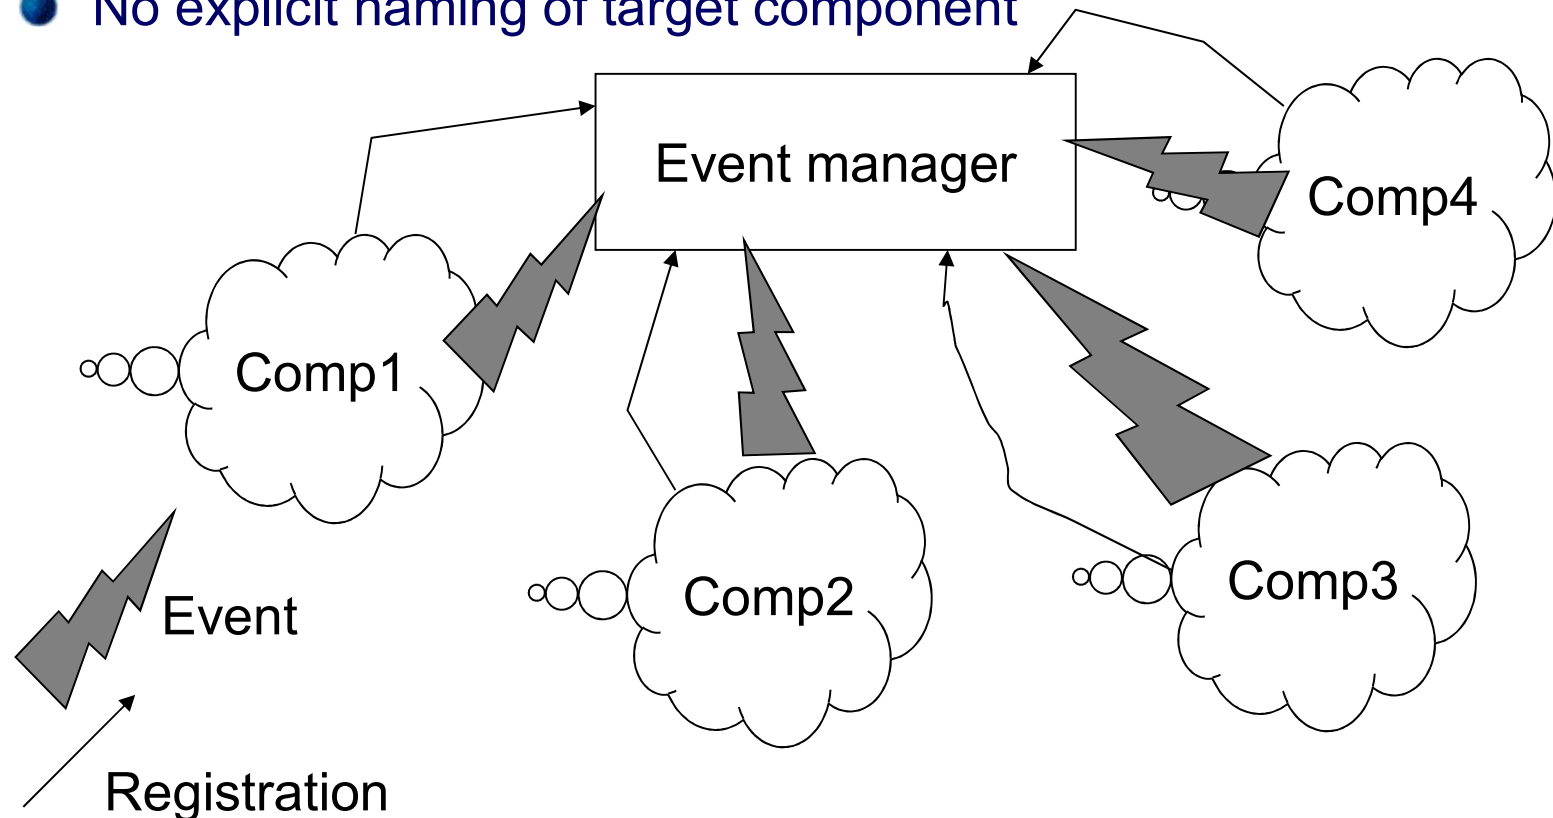 No explicit naming of target component
Event manager
Comp4
Comp1
Comp2
Comp3
Event
Registration